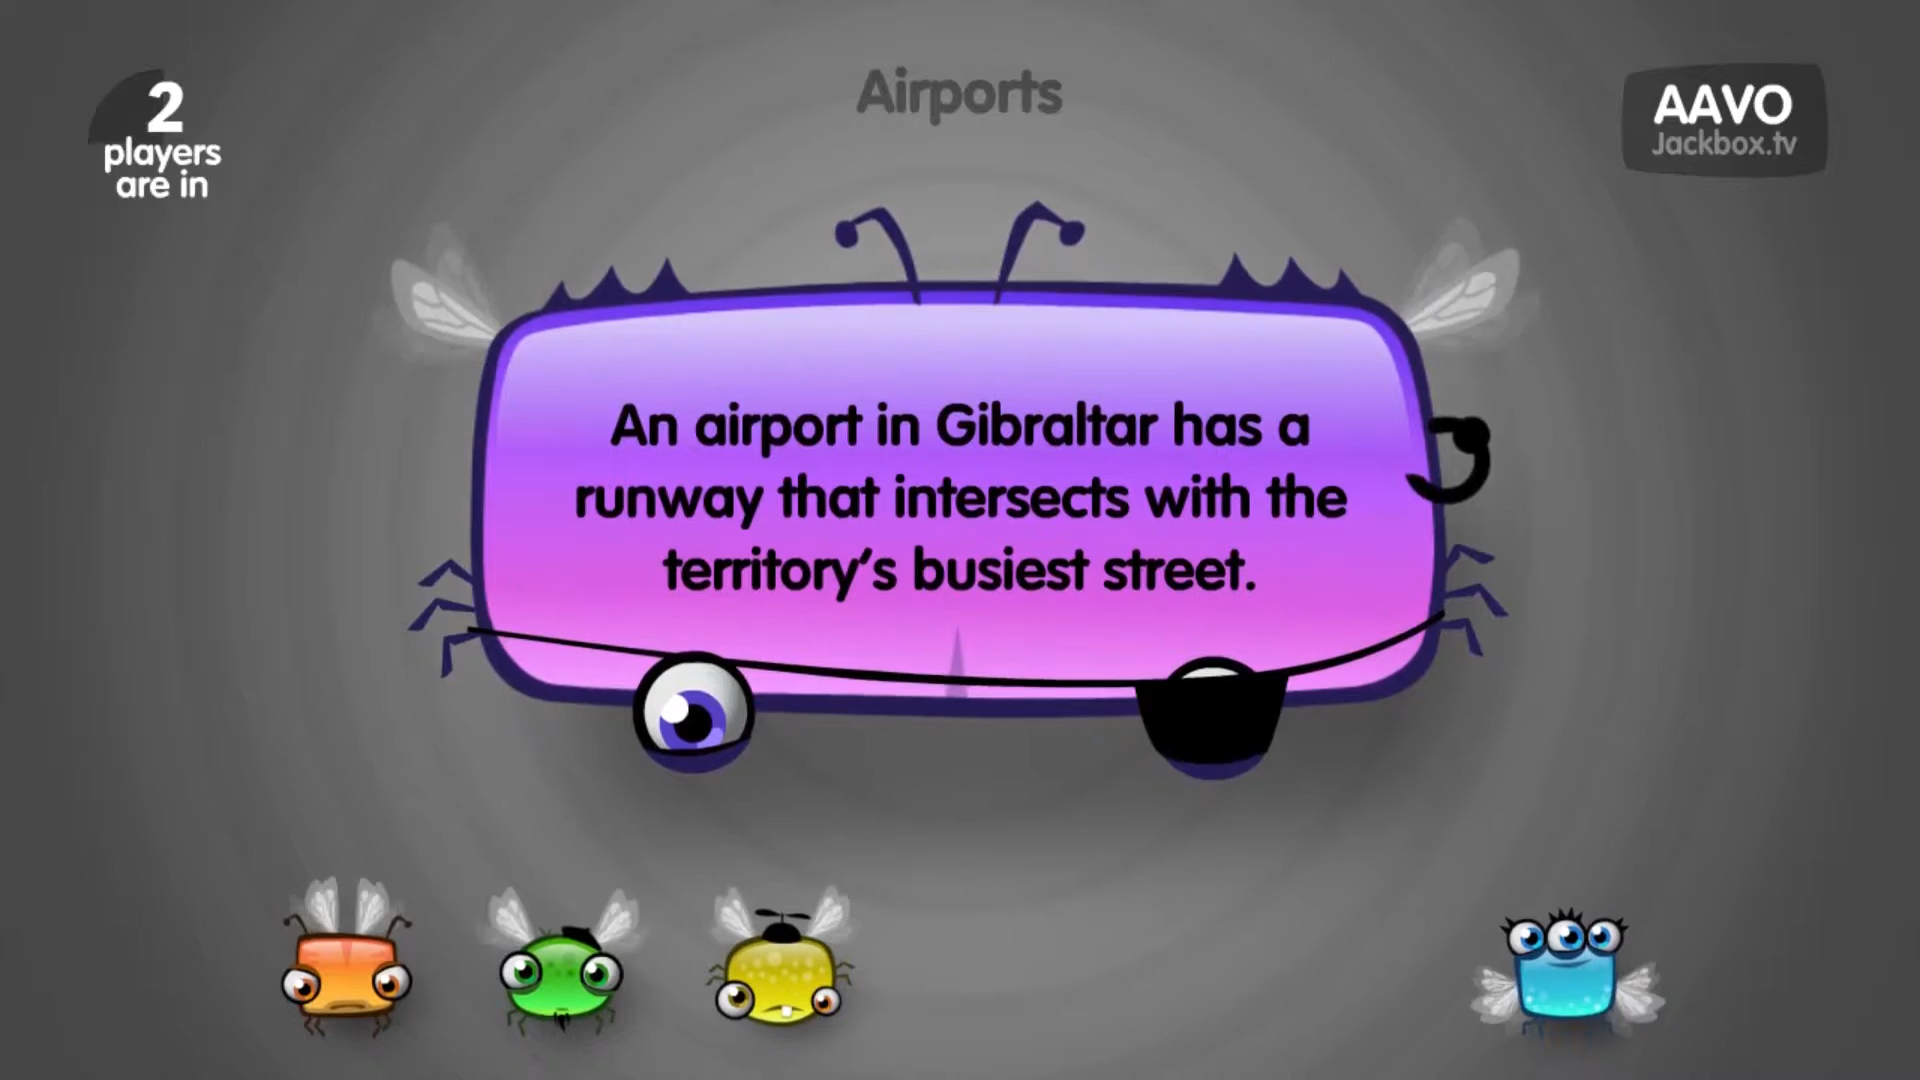 2
players
are in
Airports
AAVO
Jackbox.tv
An airport in Gibraltar has a
runway that intersects with the
territory's busiest street.